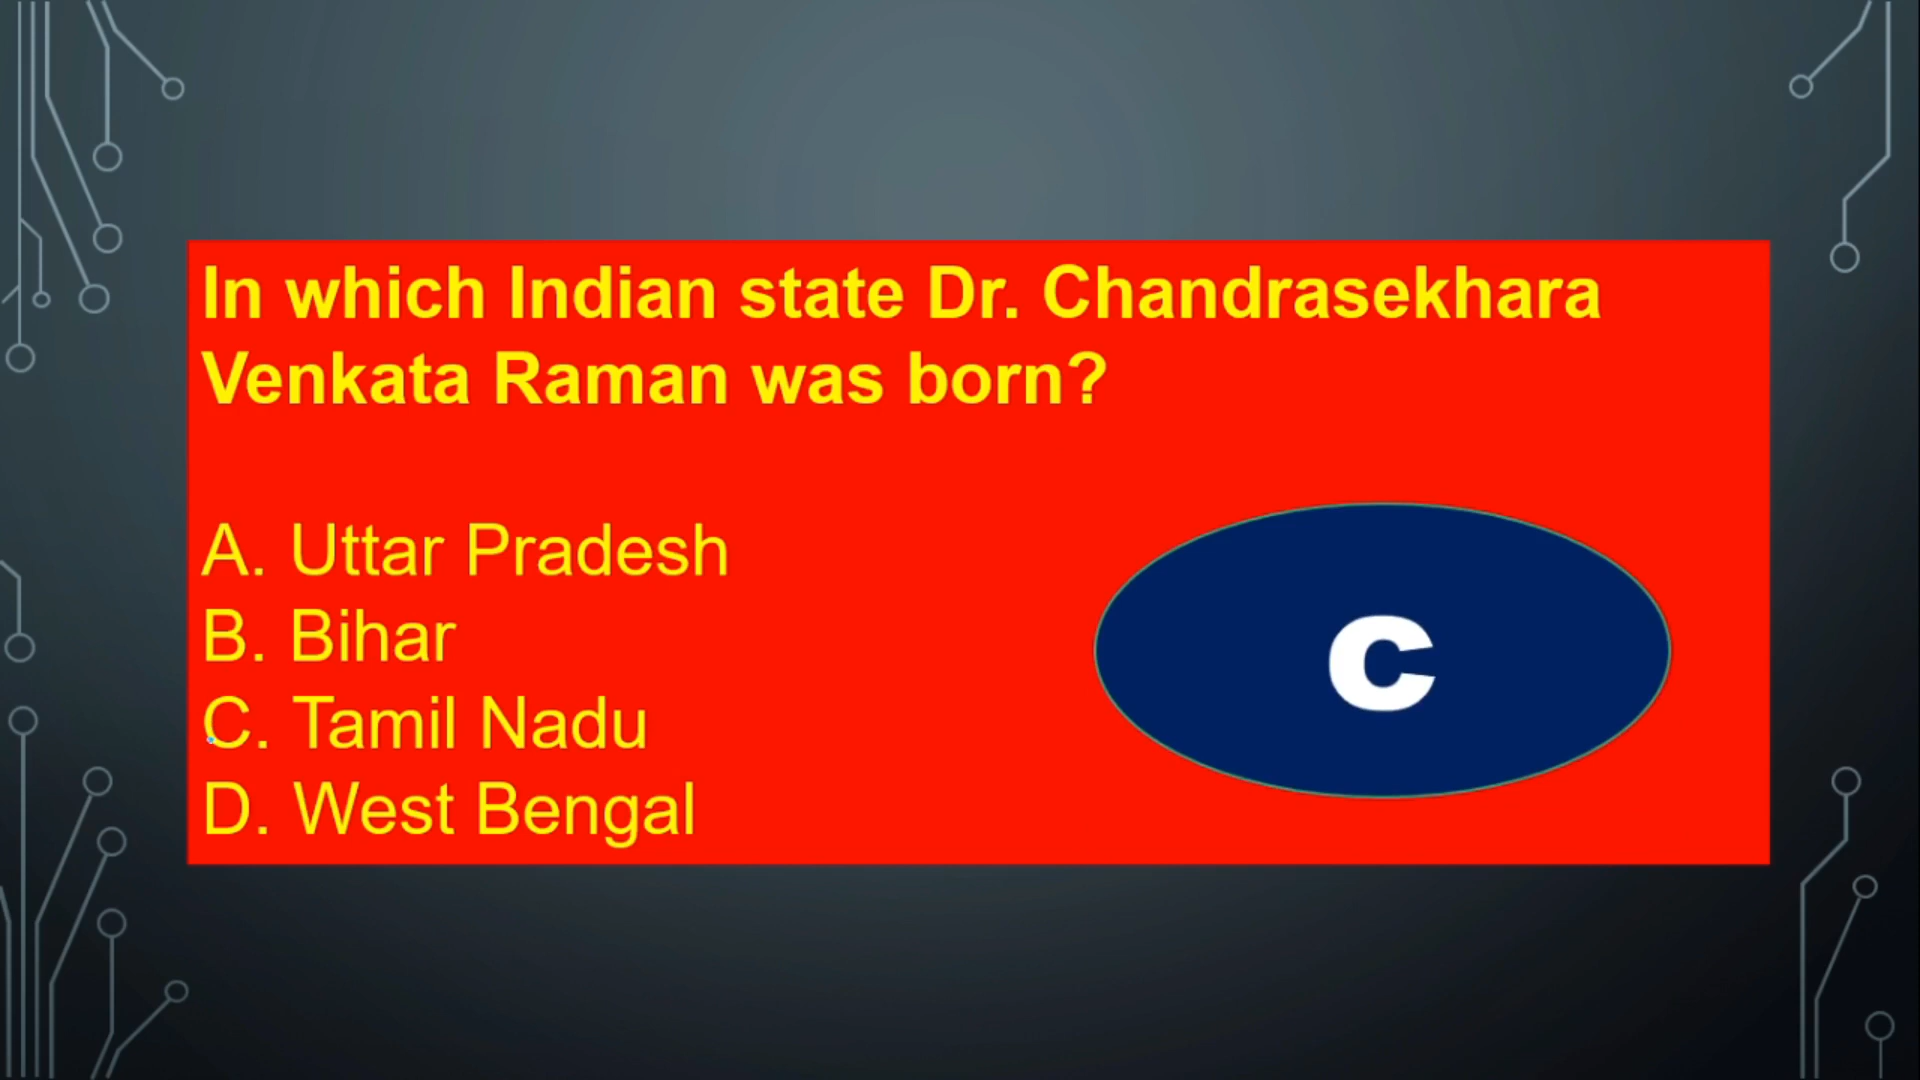 In which Indian state Dr. Chandrasekhara
Venkata Raman was born?
A. Uttar Pradesh
B. Bihar
C. Tamil Nadu
D. West Bengal
C